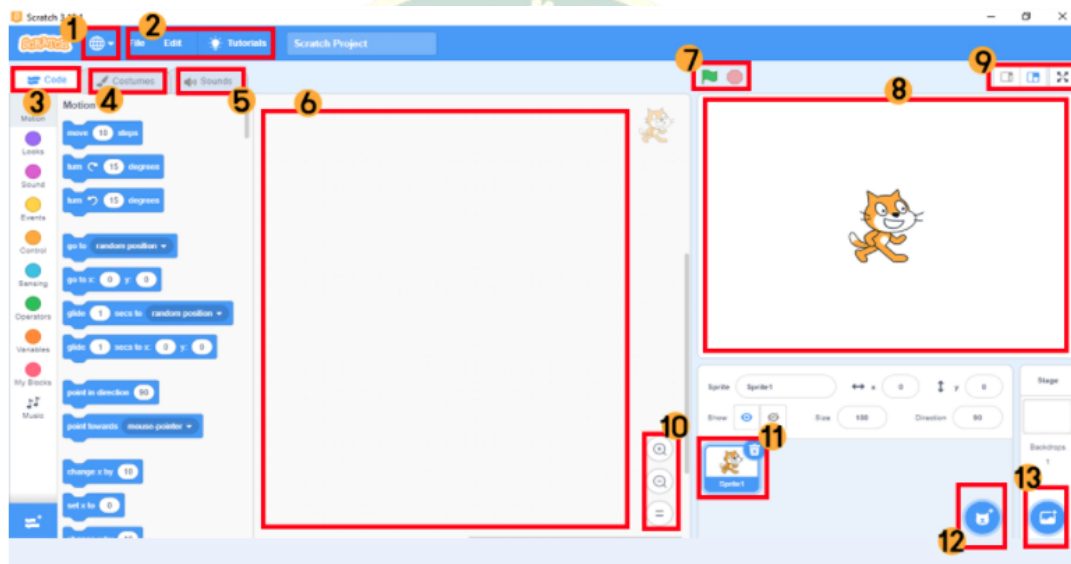 Scratch 3.
1
2
SCRATCH
File Edit Tutorials Scratch Project
7
9
Code Costumes Sounds
3
4
5
6
8
Motion
Motion
Looks
Sound
Events
Control
Sensing
Operators
Variables
My Blocks
Music
move 10 steps
turn 15 degrees
turn 15 degrees
go to random position
go to x: 0 y: 0
glide 1 secs to random position
glide 1 secs to x: 0 y: 0
point in direction 90
point towards mouse-pointer
change x by 10
set x to 0
10
=
Sprite Sprite1 x 0 y 0
Show Size 100 Direction 90
11
Sprite1
12
Stage
Backdrops
1
13